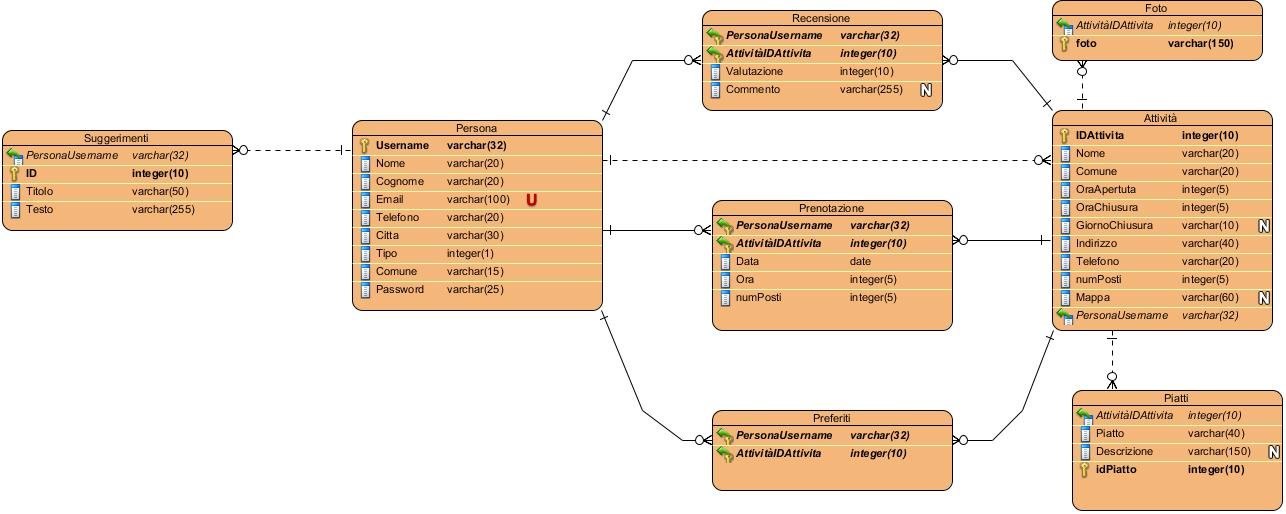 Suggerimenti
PersonaUsername varchar(32)
ID integer(10)
Titolo varchar(50)
Testo varchar(255)
Persona
Username varchar(32)
Nome varchar(20)
Cognome varchar(20)
Email varchar(100) U
Telefono varchar(20)
Citta varchar(30)
Tipo integer(1)
Comune varchar(15)
Password varchar(25)
Recensione
PersonaUsername varchar(32)
AttivitàIDAttivita integer(10)
Valutazione integer(10)
Commento varchar(255) N
Prenotazione
PersonaUsername varchar(32)
AttivitàIDAttivita integer(10)
Data date
Ora integer(5)
numPosti integer(5)
Preferiti
PersonaUsername varchar(32)
AttivitàIDAttivita integer(10)
Foto
AttivitàIDAttivita integer(10)
foto varchar(150)
Attività
IDAttivita integer(10)
Nome varchar(20)
Comune varchar(20)
OraApertuta integer(5)
OraChiusura integer(5)
GiornoChiusura varchar(10) N
Indirizzo varchar(40)
Telefono varchar(20)
numPosti integer(5)
Mappa varchar(60) N
PersonaUsername varchar(32)
Piatti
AttivitàIDAttivita integer(10)
Piatto varchar(40)
Descrizione varchar(150) N
idPiatto integer(10)